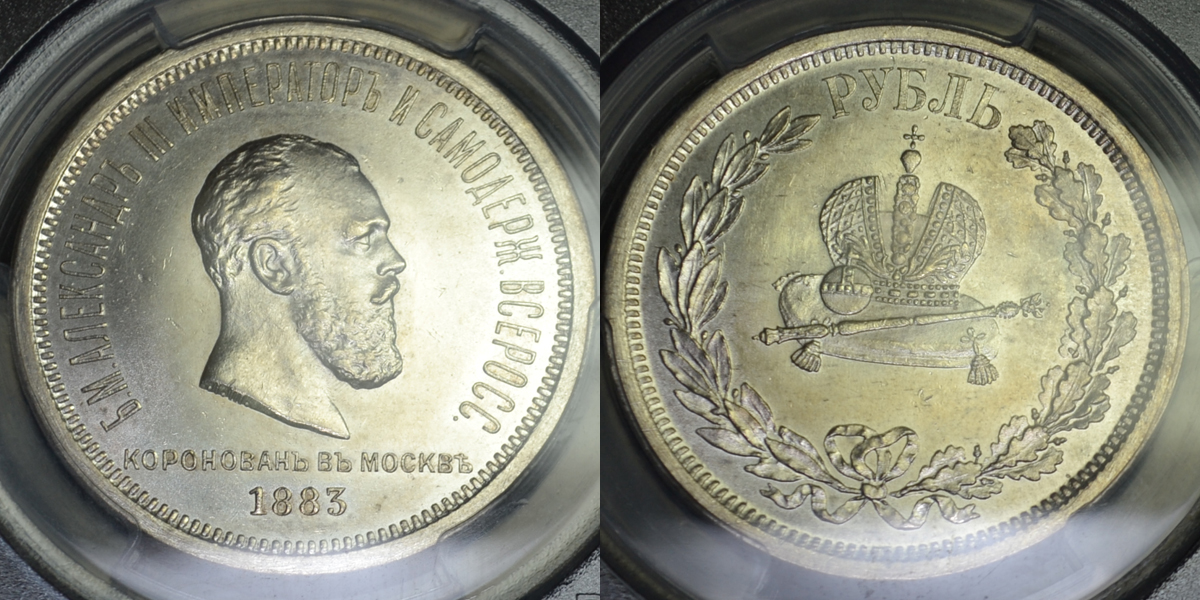 Б. М. АЛЕКСАНДРЪ III ИМПЕРАТОРЪ И САМОДЕРЖ. ВСЕРОСС.
КОРОНОВАНЪ ВЪ МОСКВѢ
1883
РУБЛЬ